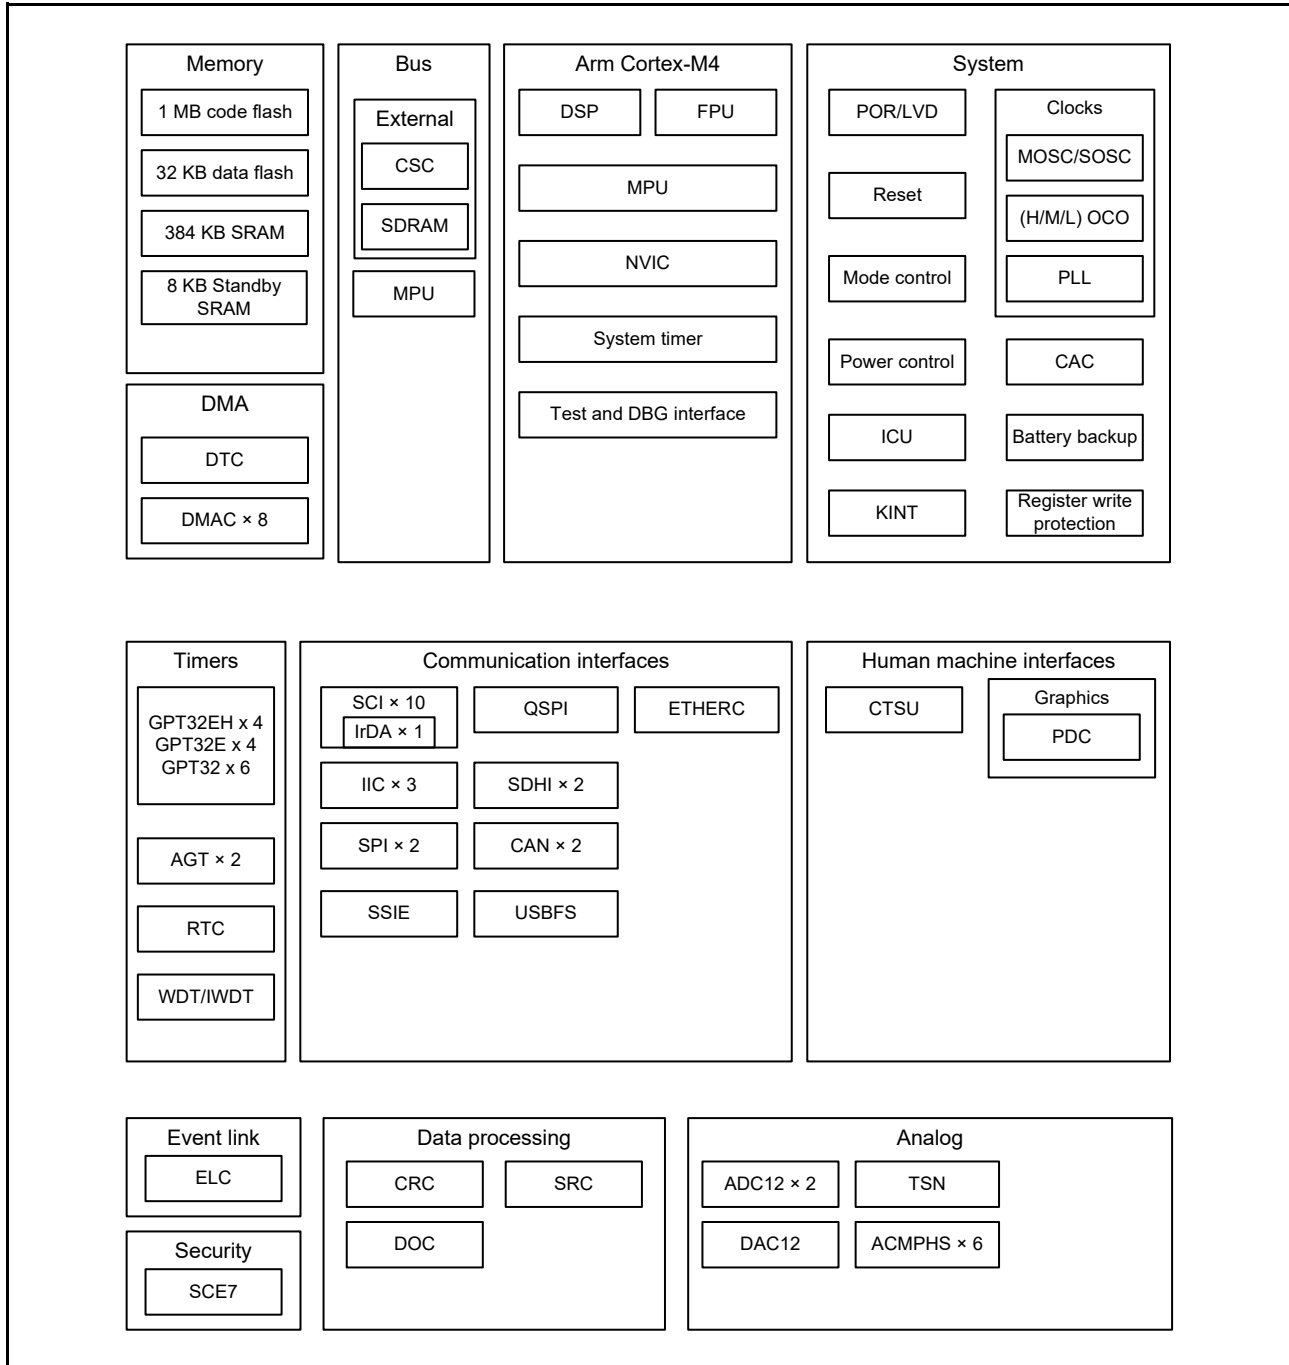 Memory
1 MB code flash
32 KB data flash
384 KB SRAM
8 KB Standby
SRAM
DMA
DTC
DMAC × 8
Bus
External
CSC
SDRAM
MPU
Arm Cortex-M4
DSP
FPU
MPU
NVIC
System timer
Test and DBG interface
System
POR/LVD
Reset
Mode control
Power control
ICU
KINT
Clocks
MOSC/SOSC
(H/M/L) OCO
PLL
CAC
Battery backup
Register write
protection
Timers
GPT32EH x 4
GPT32E x 4
GPT32 x 6
AGT × 2
RTC
WDT/IWDT
Communication interfaces
SCI × 10
IrDA × 1
IIC × 3
SPI × 2
SSIE
QSPI
SDHI × 2
CAN × 2
USBFS
ETHERC
Human machine interfaces
CTSU
Graphics
PDC
Event link
ELC
Security
SCE7
Data processing
CRC
SRC
DOC
Analog
ADC12 × 2
TSN
DAC12
ACMPHS × 6